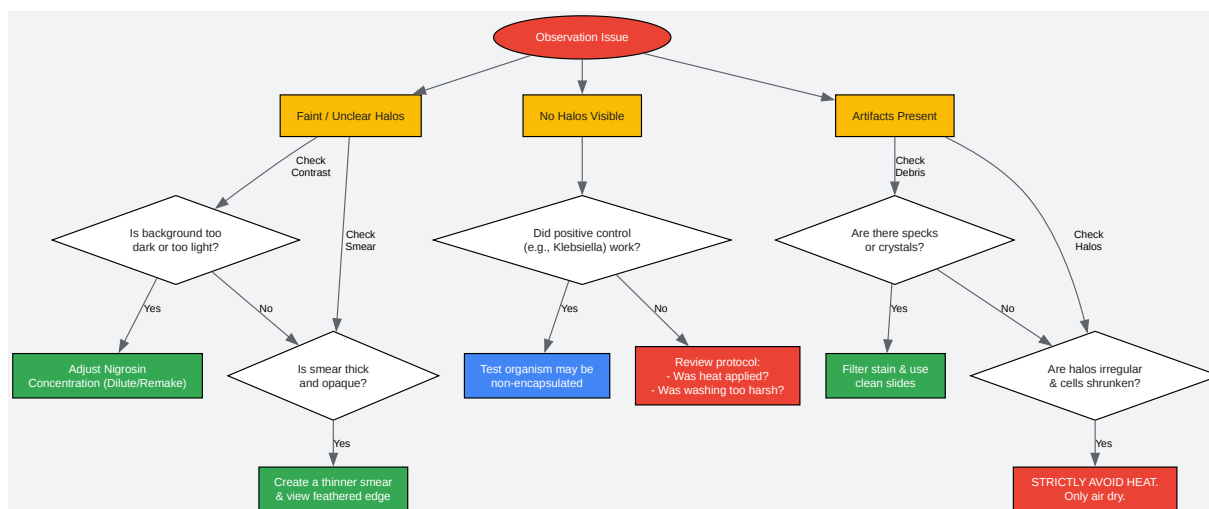 Observation Issue
Faint / Unclear Halos
No Halos Visible
Artifacts Present
Check
Contrast
Check
Debris
Is background too
dark or too light?
Check
Smear
Did positive control
(e.g., Klebsiella) work?
Are there specks
or crystals?
Check
Halos
Yes
No
Yes
No
Yes
No
Adjust Nigrosin
Concentration (Dilute/Remake)
Is smear thick
and opaque?
Test organism may be
non-encapsulated
Review protocol:
- Was heat applied?
- Was washing too harsh?
Filter stain & use
clean slides
Are halos irregular
& cells shrunken?
Yes
Yes
Create a thinner smear
& view feathered edge
STRICTLY AVOID HEAT.
Only air dry.